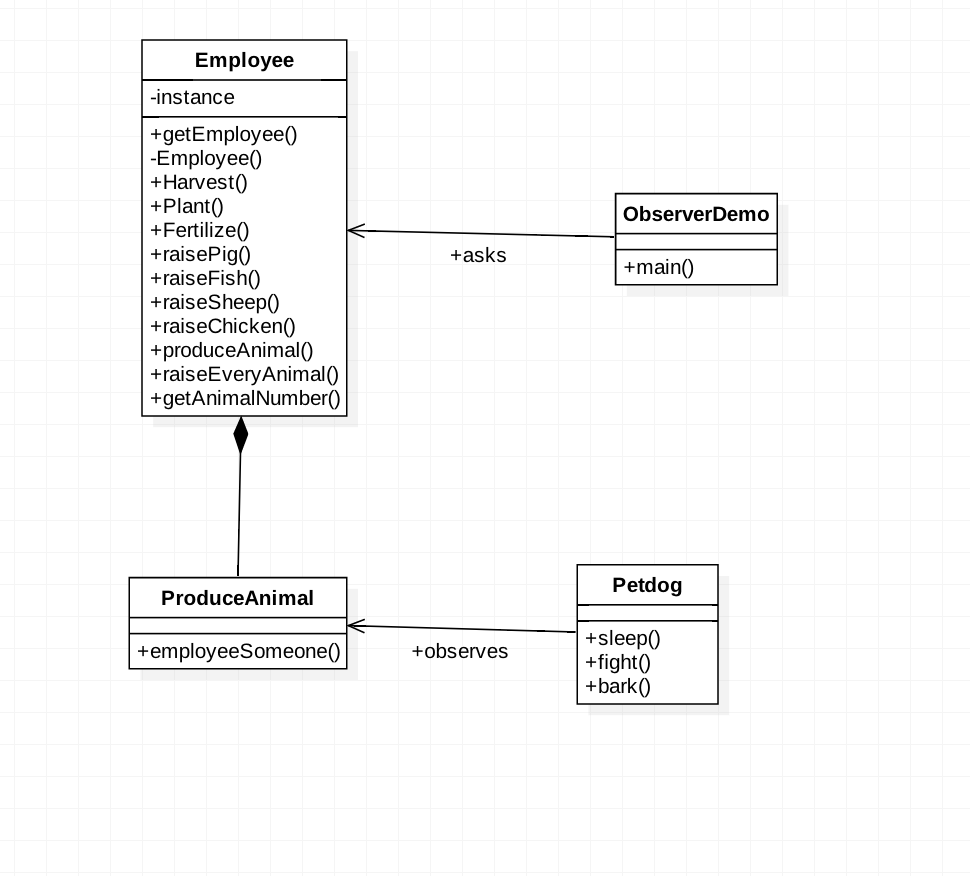 Employee
-instance
+getEmployee()
-Employee()
+Harvest()
+Plant()
+Fertilize()
+raisePig()
+raiseFish()
+raiseSheep()
+raiseChicken()
+produceAnimal()
+raiseEveryAnimal()
+getAnimalNumber()
+asks
ObserverDemo
+main()
ProduceAnimal
+employeeSomeone()
+observes
Petdog
+sleep()
+fight()
+bark()